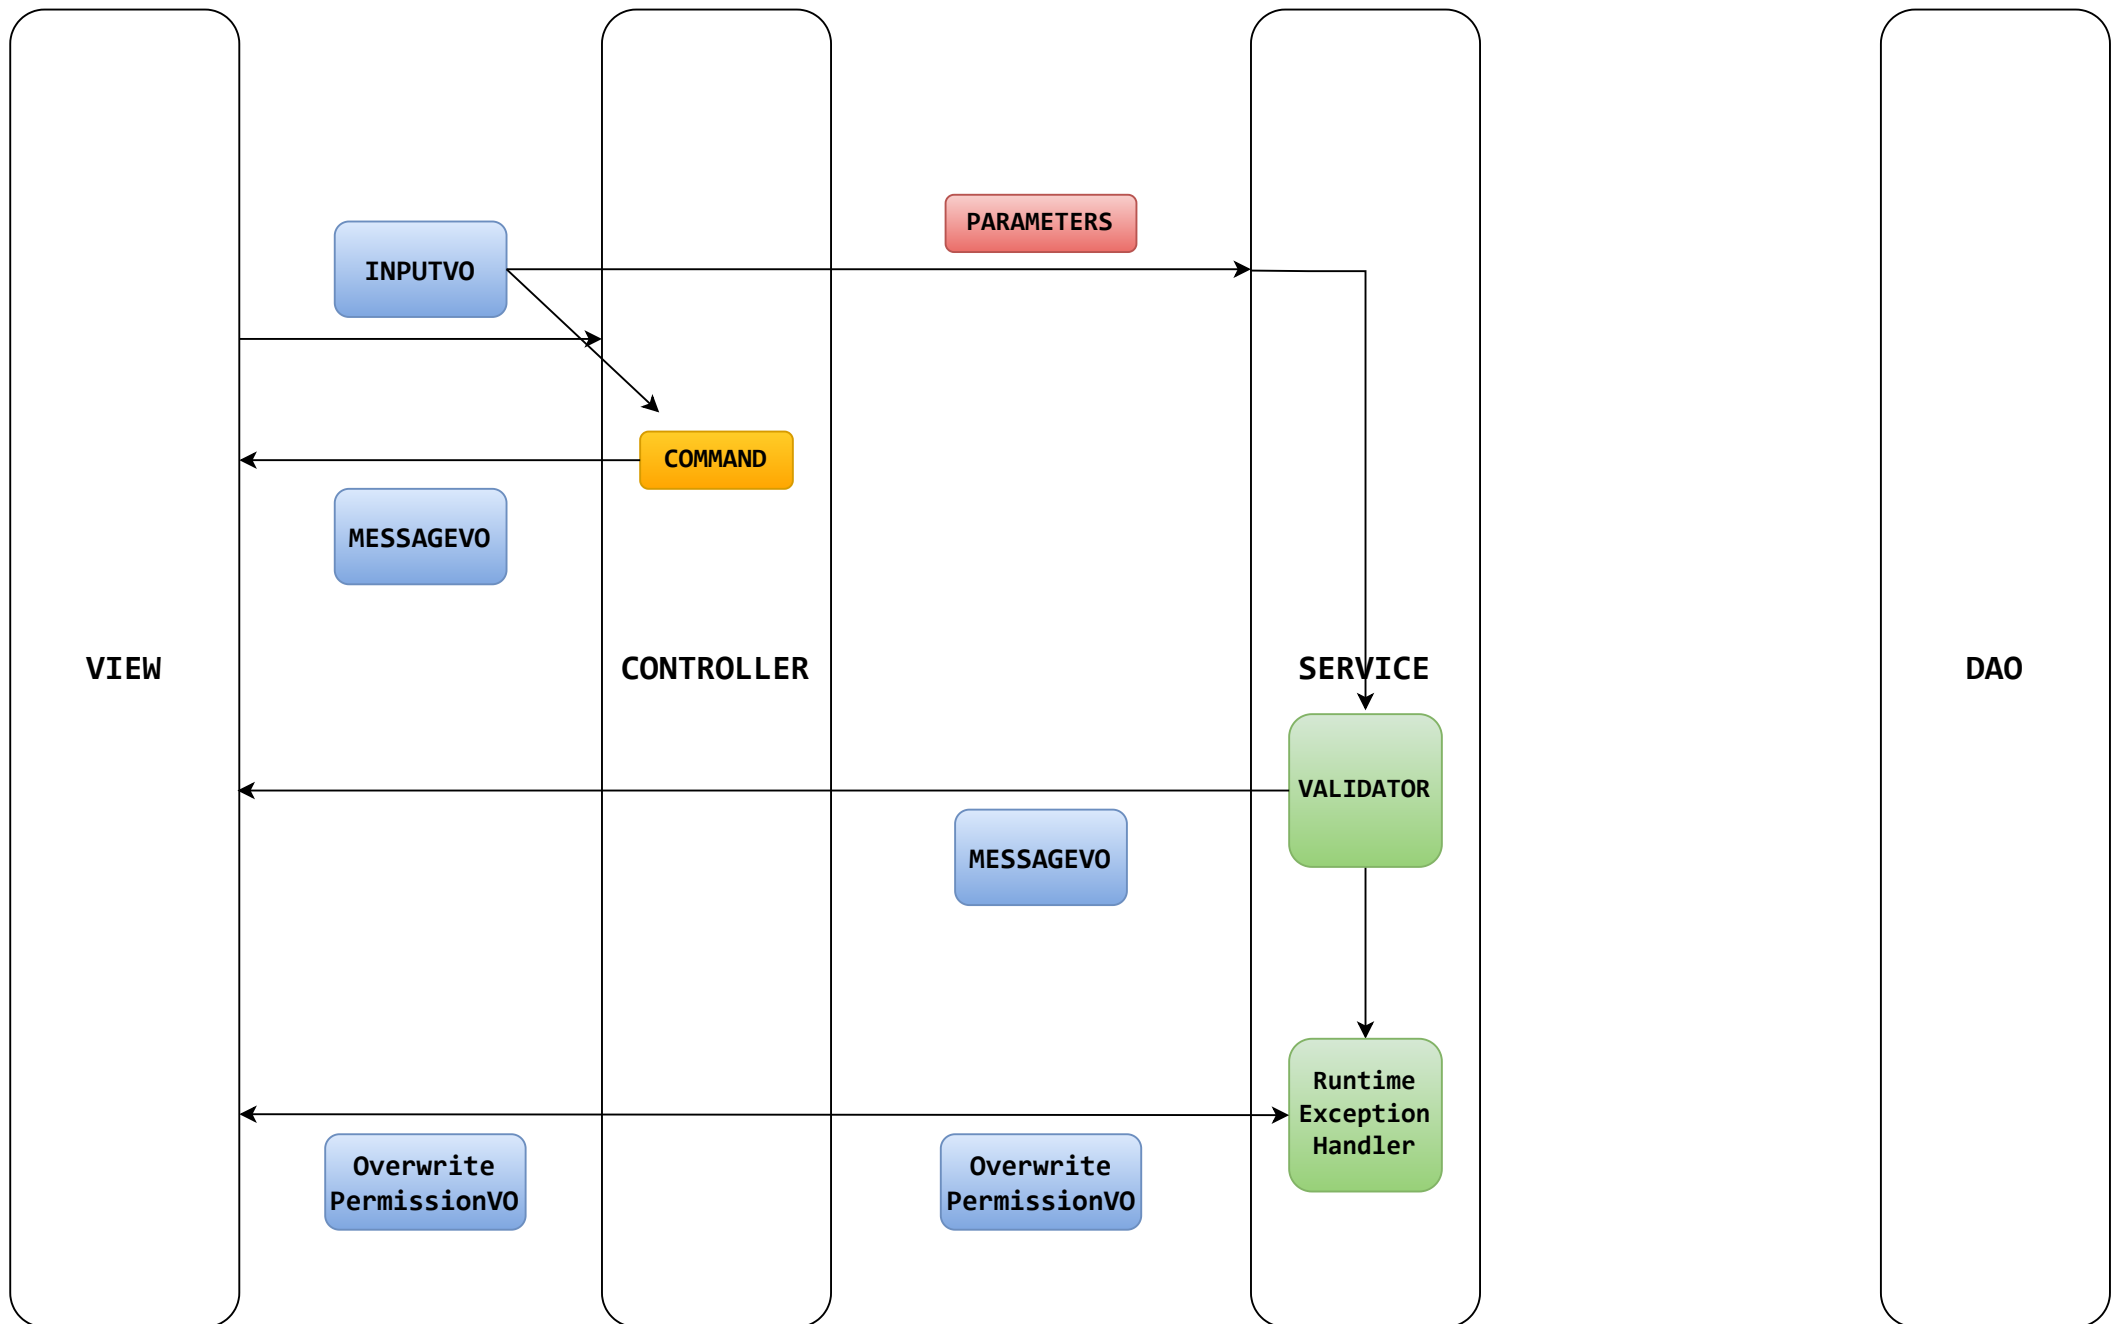 PARAMETERS
INPUTVO
COMMAND
MESSAGEVO
VIEW
CONTROLLER
SERVICE
DAO
VALIDATOR
MESSAGEVO
Runtime
Exception
Handler
Overwrite
PermissionVO
Overwrite
PermissionVO